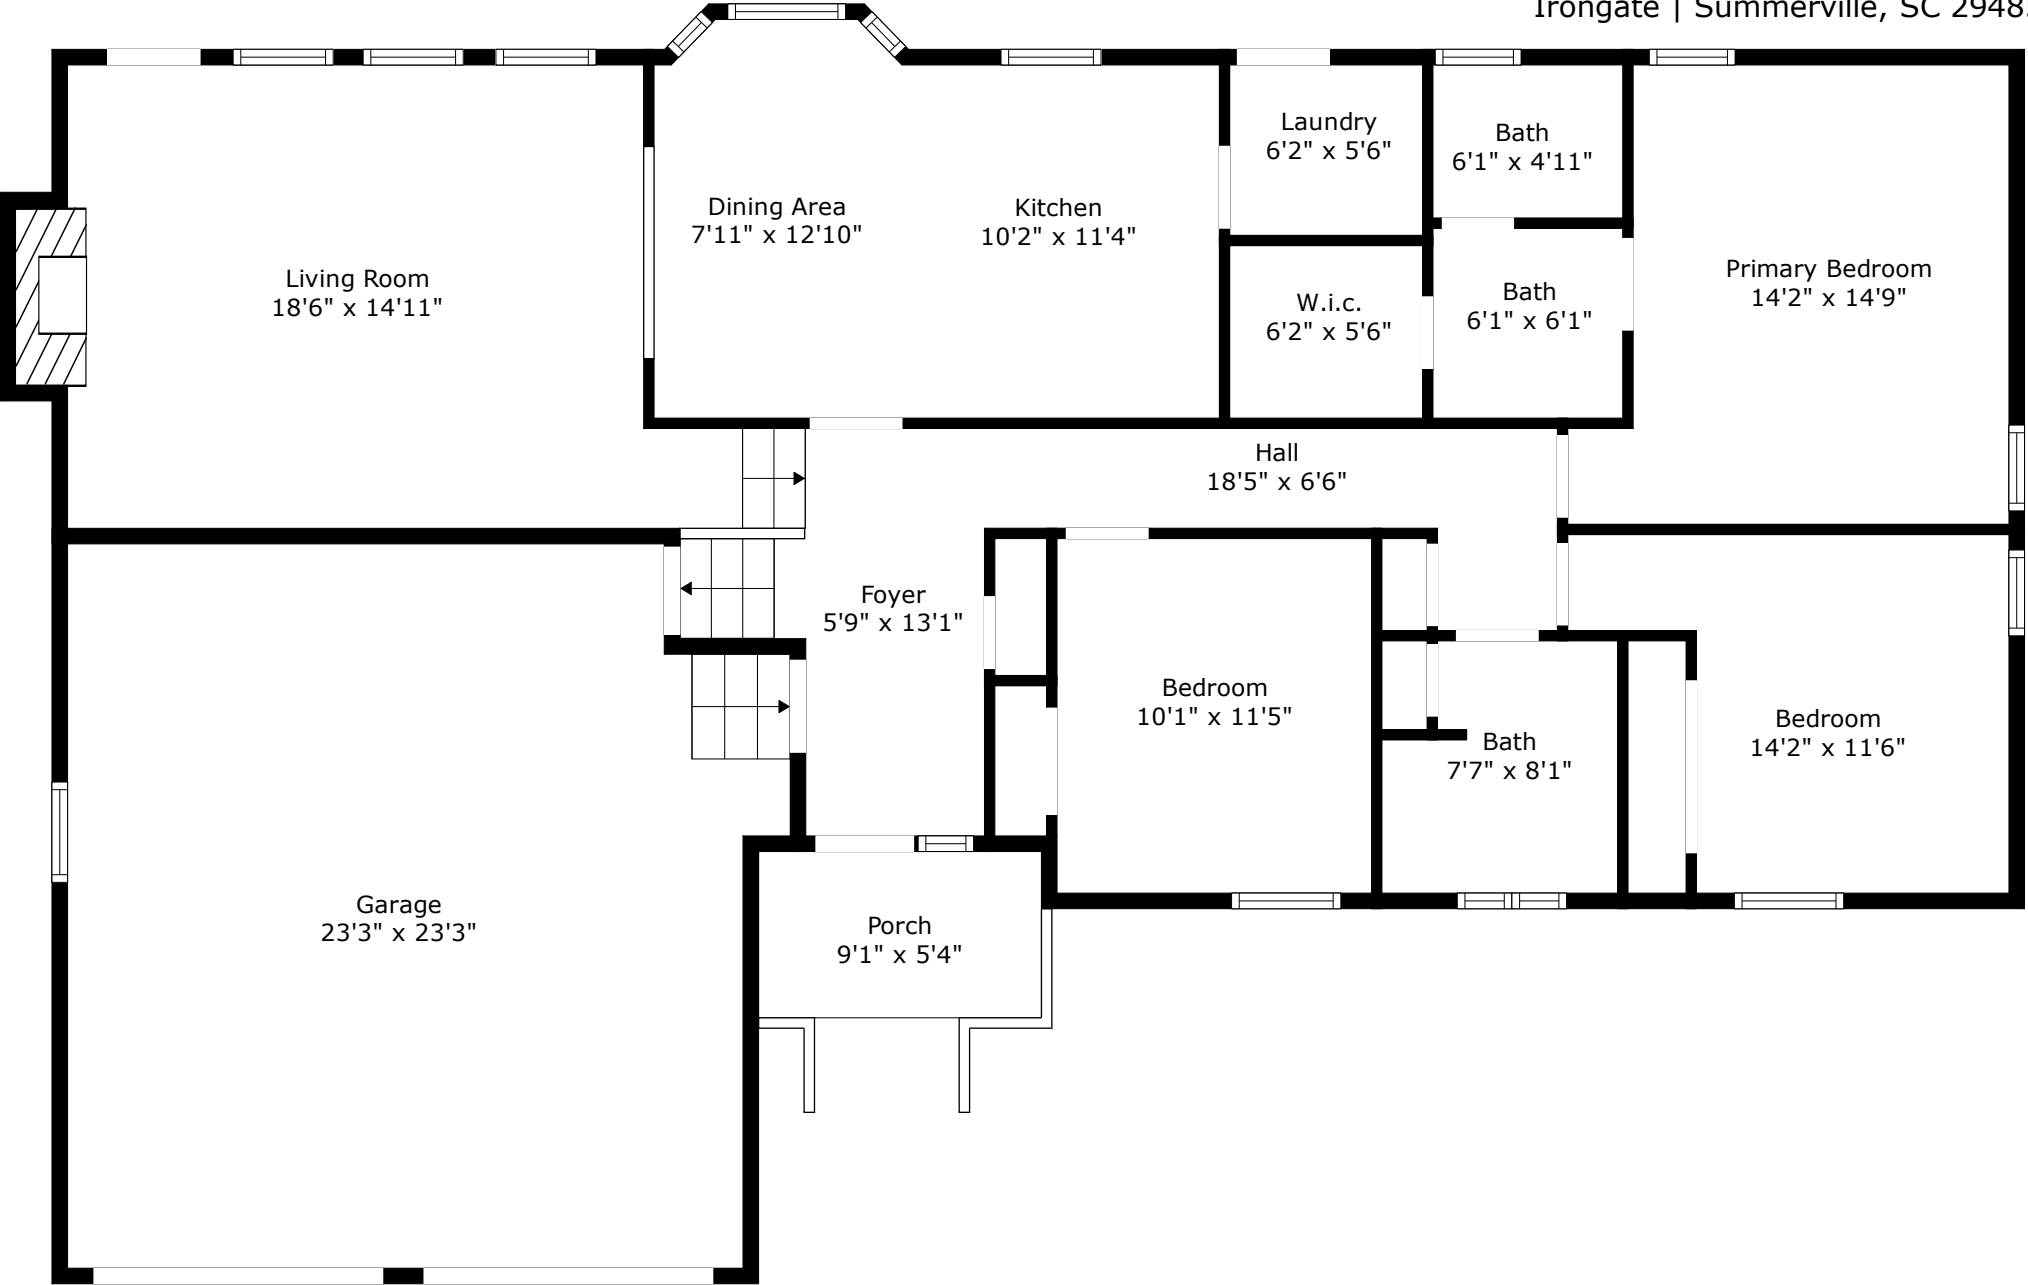 Irongate | Summerville, SC 2948
Laundry
6'2" x 5'6"
Bath
6'1" x 4'11"
Dining Area
7'11" x 12'10"
Kitchen
10'2" x 11'4"
Living Room
18'6" x 14'11"
W.i.c.
6'2" x 5'6"
Bath
6'1" x 6'1"
Primary Bedroom
14'2" x 14'9"
Hall
18'5" x 6'6"
Foyer
5'9" x 13'1"
Bedroom
10'1" x 11'5"
Bath
7'7" x 8'1"
Bedroom
14'2" x 11'6"
Garage
23'3" x 23'3"
Porch
9'1" x 5'4"